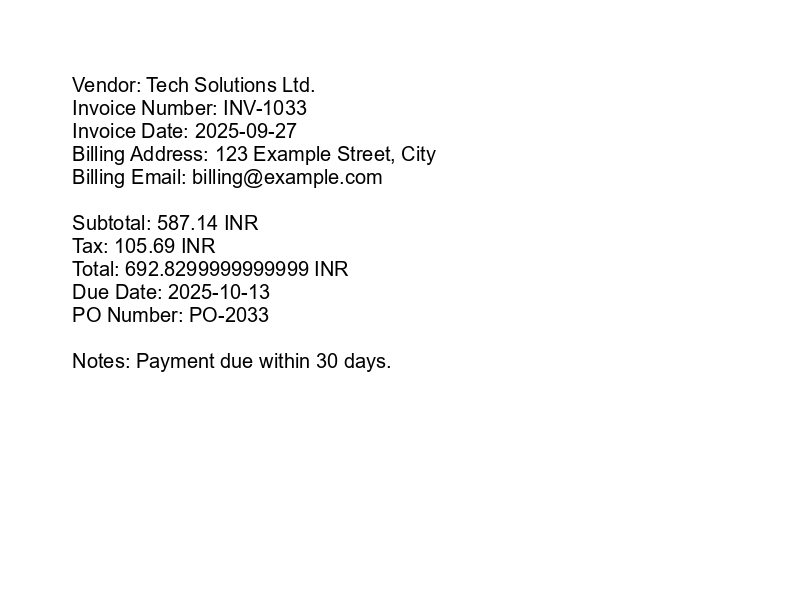 Vendor: Tech Solutions Ltd.
Invoice Number: INV-1033
Invoice Date: 2025-09-27
Billing Address: 123 Example Street, City
Billing Email: billing@example.com
Subtotal: 587.14 INR
Tax: 105.69 INR
Total: 692.8299999999999 INR
Due Date: 2025-10-13
PO Number: PO-2033
Notes: Payment due within 30 days.